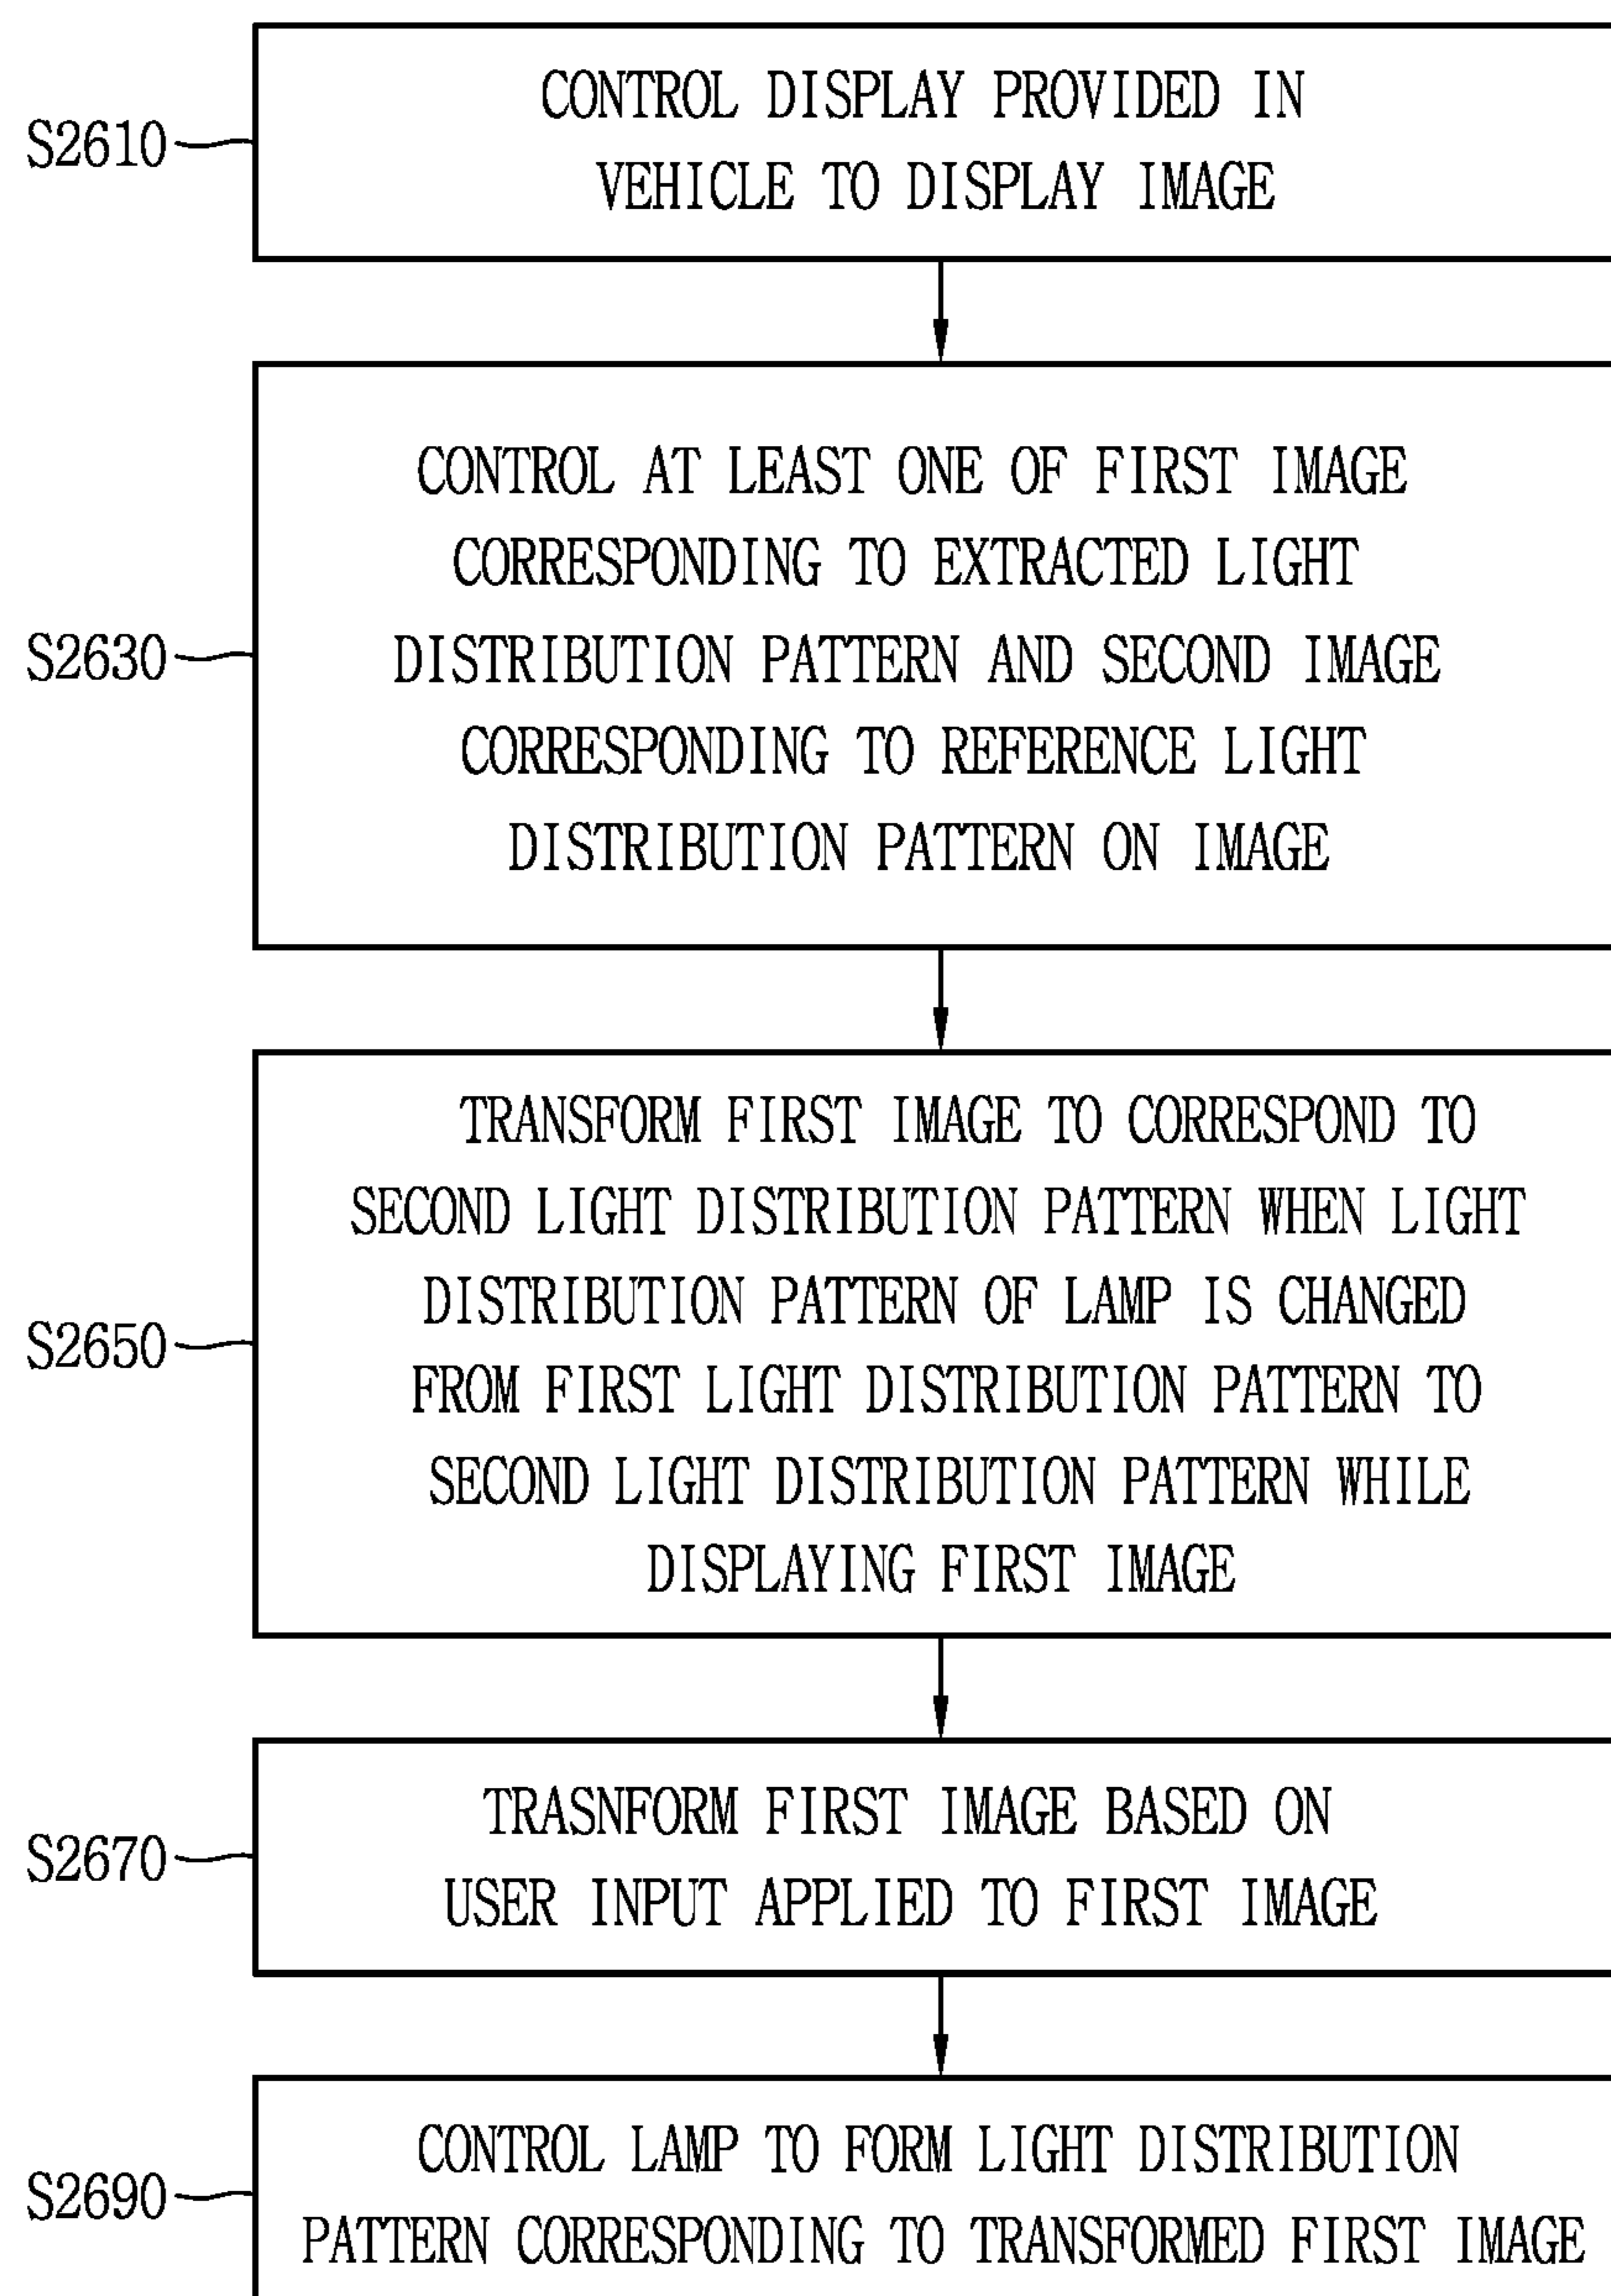 CONTROL DISPLAY PROVIDED IN
VEHICLE TO DISPLAY IMAGE
S2610
CONTROL AT LEAST ONE OF FIRST IMAGE
CORRESPONDING TO EXTRACTED LIGHT
DISTRIBUTION PATTERN AND SECOND IMAGE
CORRESPONDING TO REFERENCE LIGHT
DISTRIBUTION PATTERN ON IMAGE
S2630
TRANSFORM FIRST IMAGE TO CORRESPOND TO
SECOND LIGHT DISTRIBUTION PATTERN WHEN LIGHT
DISTRIBUTION PATTERN OF LAMP IS CHANGED
FROM FIRST LIGHT DISTRIBUTION PATTERN TO
SECOND LIGHT DISTRIBUTION PATTERN WHILE
DISPLAYING FIRST IMAGE
S2650
TRASNFORM FIRST IMAGE BASED ON
USER INPUT APPLIED TO FIRST IMAGE
S2670
CONTROL LAMP TO FORM LIGHT DISTRIBUTION
PATTERN CORRESPONDING TO TRANSFORMED FIRST IMAGE
S2690